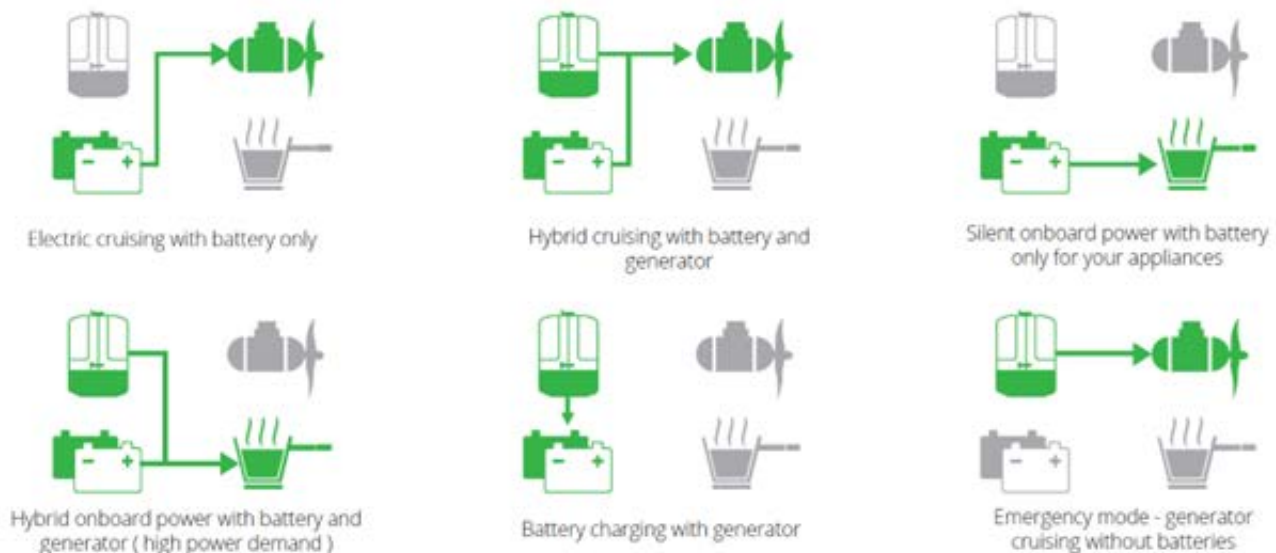 Electric cruising with battery only
Hybrid cruising with battery and
generator
Silent onboard power with battery
only for your appliances
Hybrid onboard power with battery and
generator ( high power demand )
Battery charging with generator
Emergency mode - generator
cruising without batteries